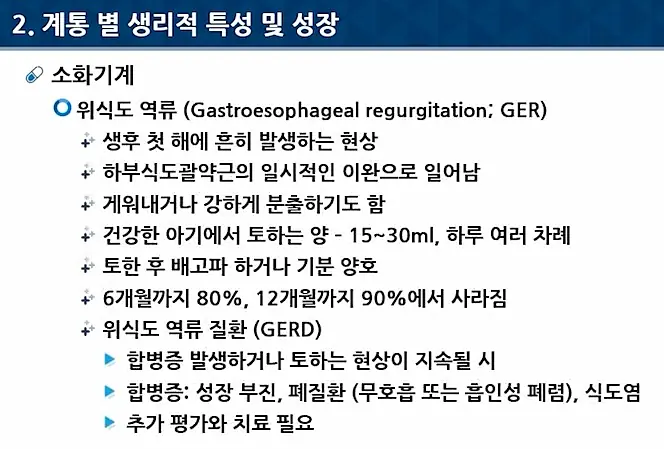 2. 계통 별 생리적 특성 및 성장
소화기계
위식도 역류 (Gastroesophageal regurgitation; GER)
생후 첫 해에 흔히 발생하는 현상
하부식도괄약근의 일시적인 이완으로 일어남
게워내거나 강하게 분출하기도 함
건강한 아기에서 토하는 양 - 15~30ml, 하루 여러 차례
토한 후 배고파 하거나 기분 양호
6개월까지 80%, 12개월까지 90%에서 사라짐
위식도 역류 질환 (GERD)
합병증 발생하거나 토하는 현상이 지속될 시
합병증: 성장 부진, 폐질환 (무호흡 또는 흡인성 폐렴), 식도염
추가 평가와 치료 필요